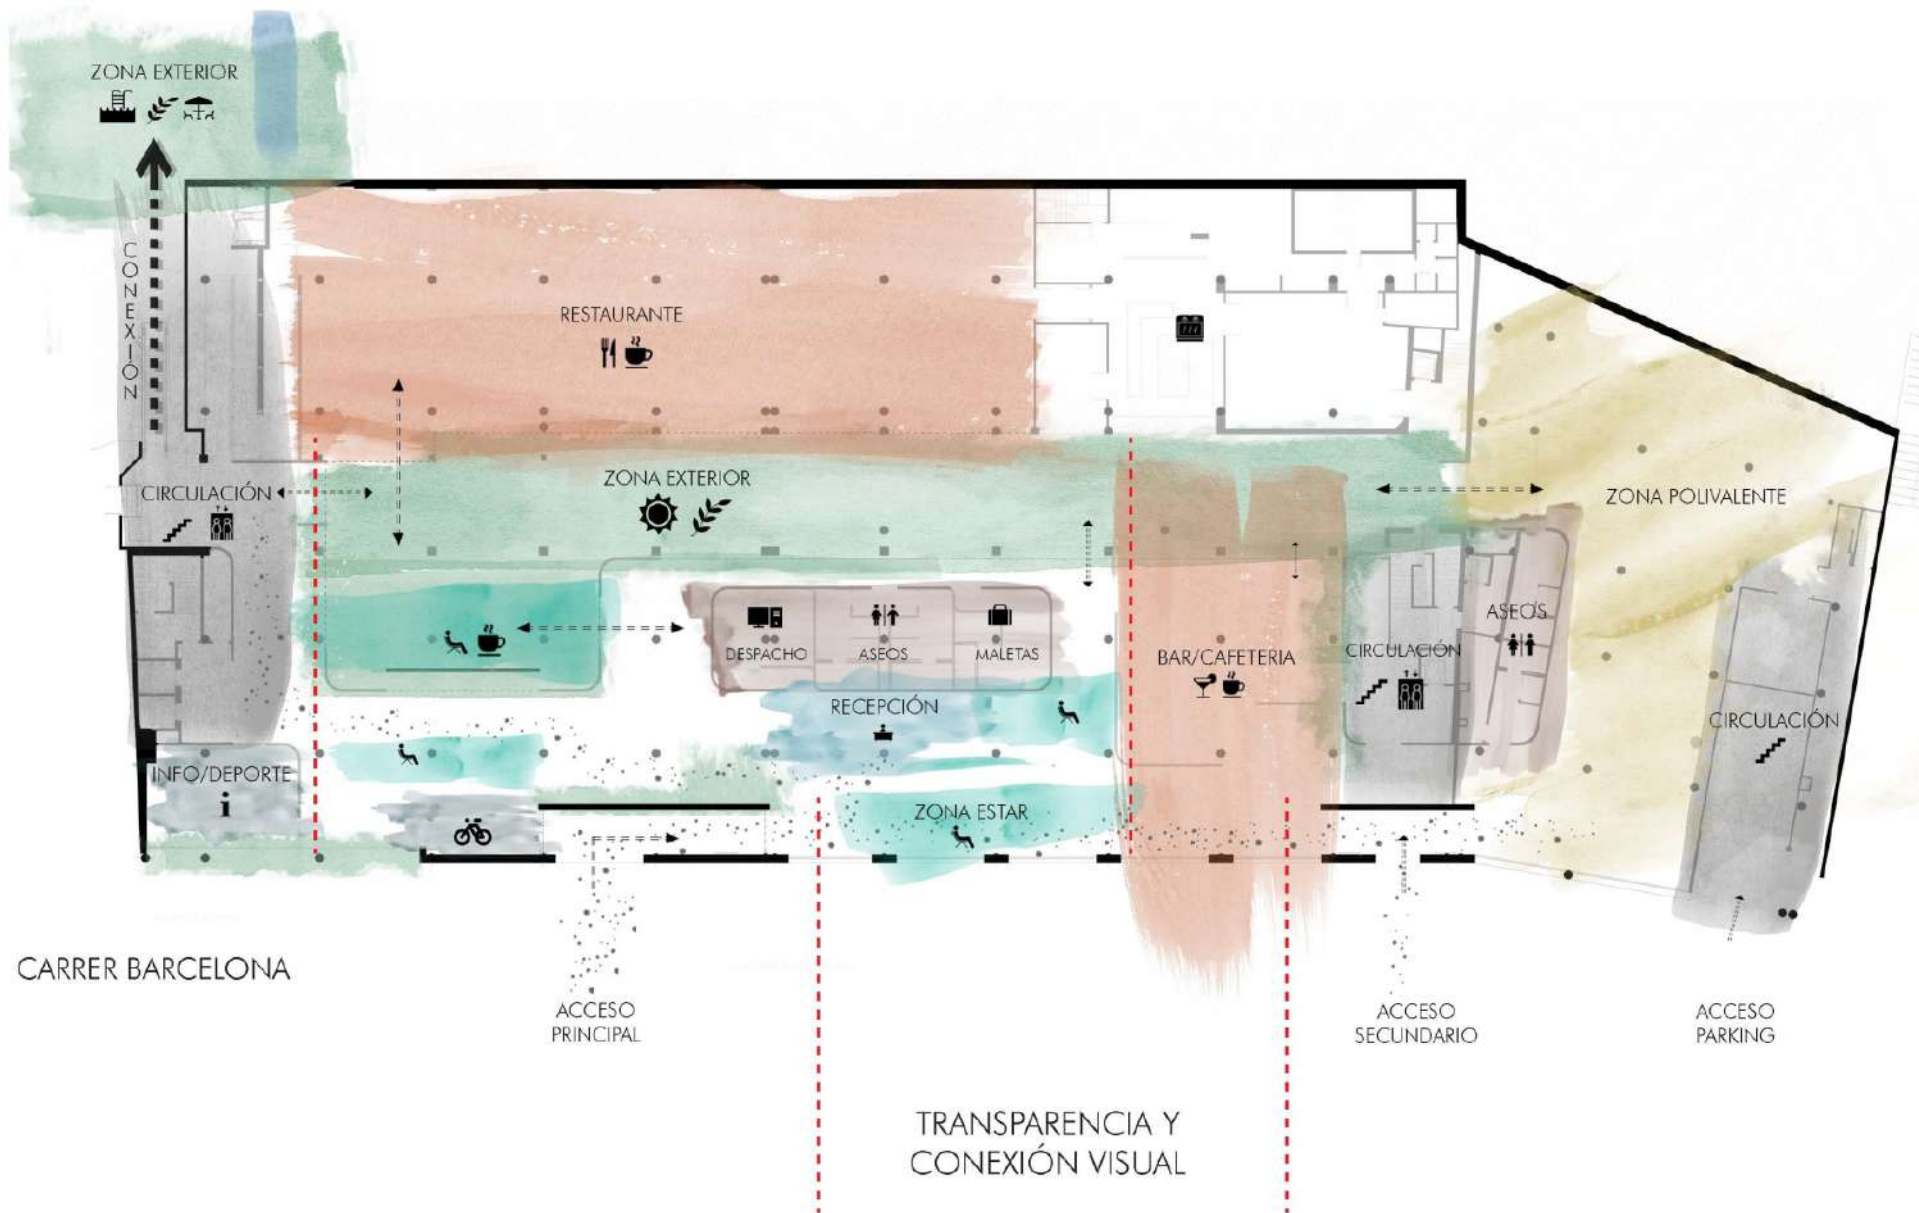 ZONA EXTERIOR
CONEXIÓN
RESTAURANTE
CIRCULACIÓN
ZONA EXTERIOR
ZONA POLIVALENTE
DESPACHO
ASEOS
MALETAS
BAR/CAFETERIA
CIRCULACIÓN
ASEOS
RECEPCIÓN
CIRCULACIÓN
INFO/DEPORTE
i
ZONA ESTAR
CARRER BARCELONA
ACCESO
PRINCIPAL
ACCESO
SECUNDARIO
ACCESO
PARKING
TRANSPARENCIA Y
CONEXIÓN VISUAL